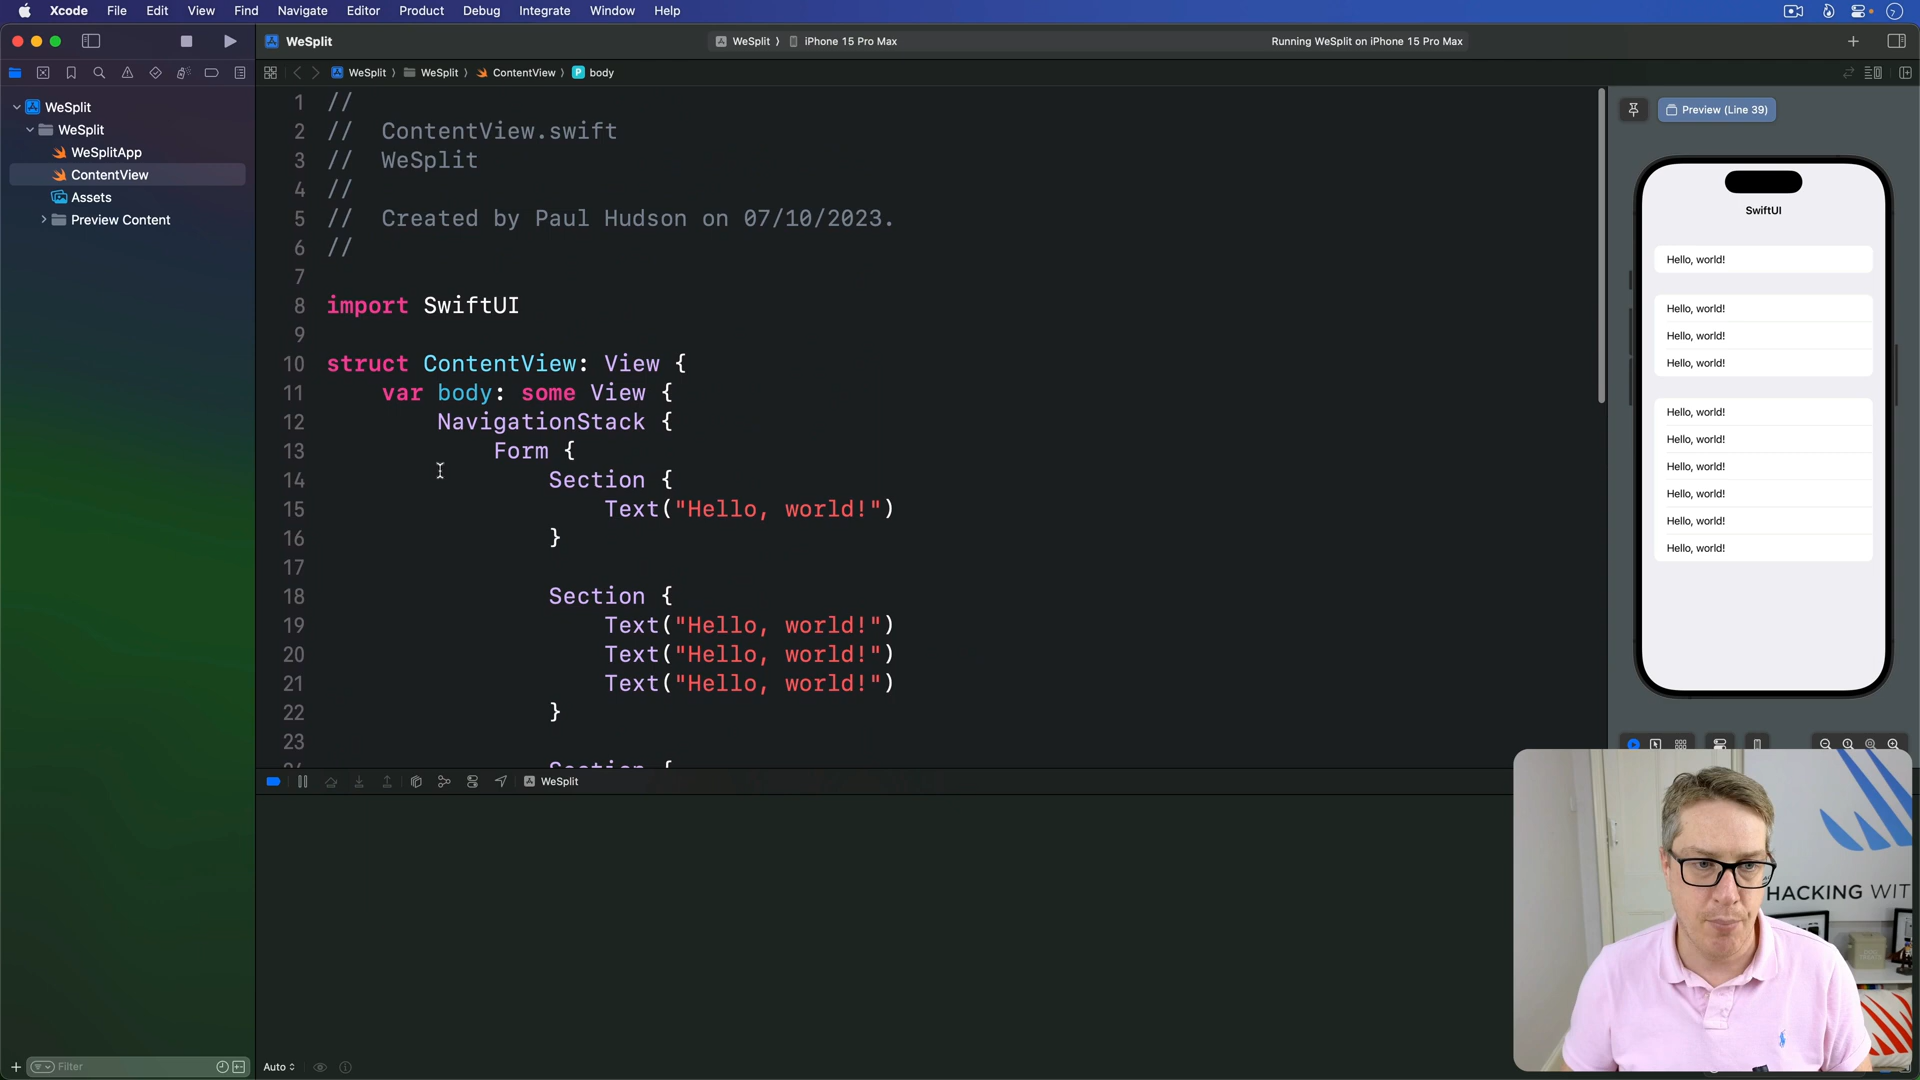 Xcode File Edit View Find Navigate Editor Product Debug Integrate Window Help
WeSplit
WeSplit iPhone 15 Pro Max
Running WeSplit on iPhone 15 Pro Max
WeSplit
WeSplit
WeSplitApp
ContentView
Assets
Preview Content
Filter
WeSplit WeSplit ContentView P body
1 //
2 // ContentView.swift
3 // WeSplit
4 //
5 // Created by Paul Hudson on 07/10/2023.
6 //
7
8 import SwiftUI
9
10 struct ContentView: View {
11 var body: some View {
12 NavigationStack {
13 Form {
14 Section {
15 Text("Hello, world!")
16 }
17
18 Section {
19 Text("Hello, world!")
20 Text("Hello, world!")
21 Text("Hello, world!")
22 }
23
24 Section {
WeSplit
Auto
Preview (Line 39)
SwiftUI
Hello, world!
Hello, world!
Hello, world!
Hello, world!
Hello, world!
Hello, world!
Hello, world!
Hello, world!
Hello, world!
Hello, world!
HACKING WIT